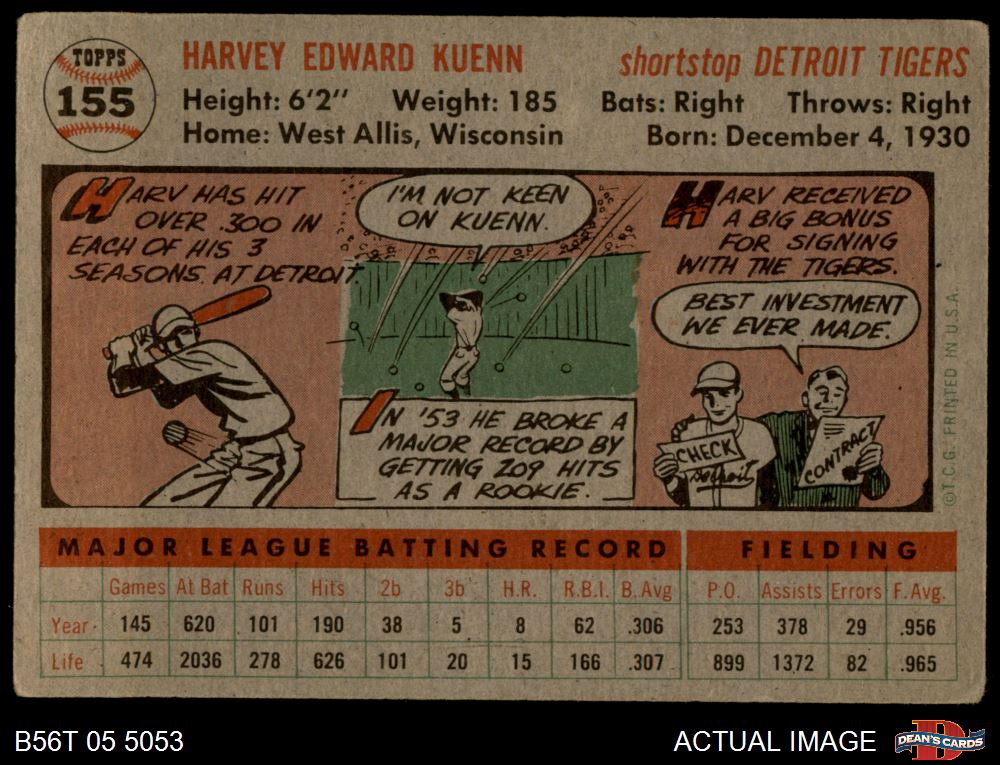 TOPPS
155
HARVEY EDWARD KUENN
shortstop DETROIT TIGERS
Height: 6'2" Weight: 185 Bats: Right Throws: Right
Home: West Allis, Wisconsin Born: December 4, 1930
HARV HAS HIT
OVER .300 IN
EACH OF HIS 3
SEASONS AT DETROIT.
I'M NOT KEEN
ON KUENN.
IN '53 HE BROKE A
MAJOR RECORD BY
GETTING 209 HITS
AS A ROOKIE.
HARV RECEIVED
A BIG BONUS
FOR SIGNING
WITH THE TIGERS.
BEST INVESTMENT
WE EVER MADE.
CHECK
Detroit
CONTRACT
©T.C.G. PRINTED IN U.S.A.
MAJOR LEAGUE BATTING RECORD FIELDING
Games At Bat Runs Hits 2b 3b H.R. R.B.I. B. Avg P.O. Assists Errors F. Avg.
Year 145 620 101 190 38 5 8 62 .306 253 378 29 .956
Life 474 2036 278 626 101 20 15 166 .307 899 1372 82 .965
B56T 05 5053
ACTUAL IMAGE
DEAN'S CARDS